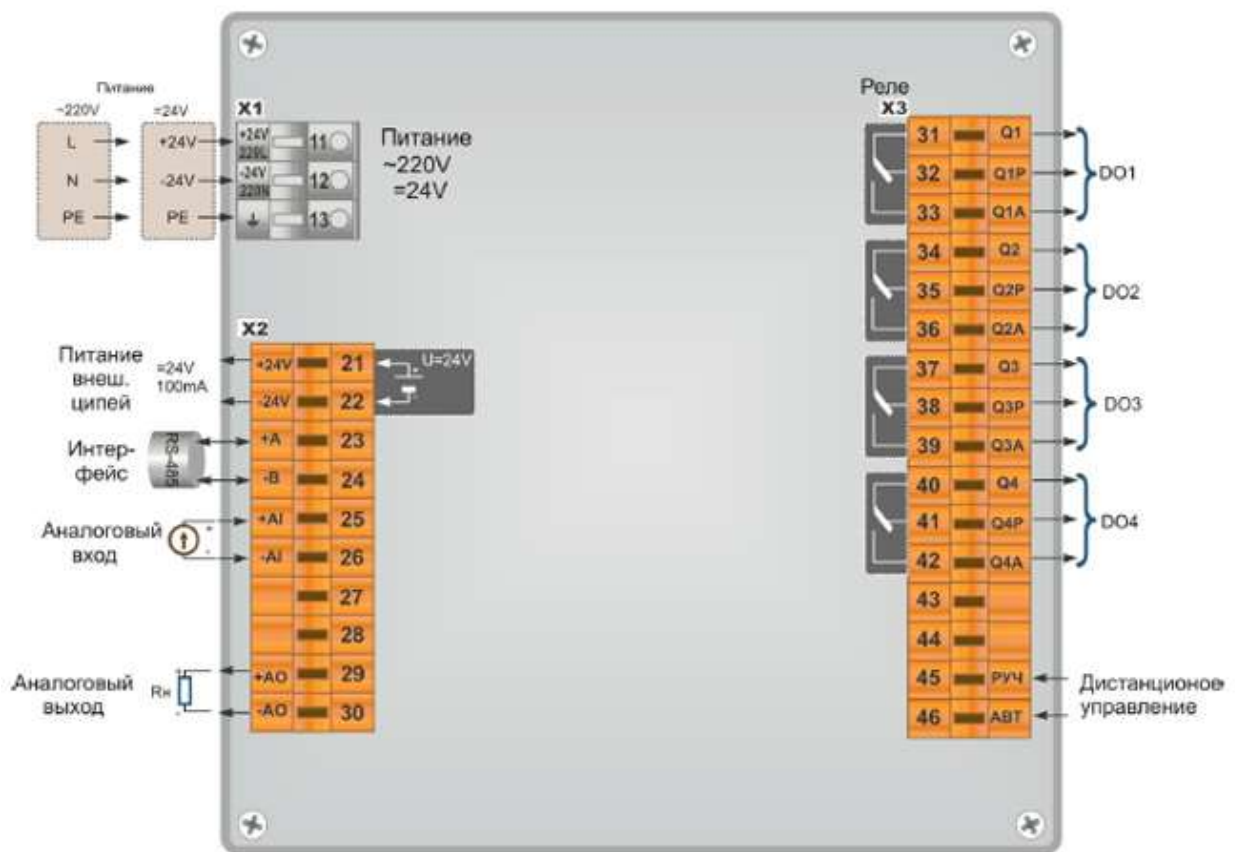 Питание
~220V
=24V
L
+24V
N
-24V
PE
PE
X1
+24V
220L
11
-24V
220N
12
13
Питание
~220V
=24V
X2
Питание
внеш.
ципей
=24V
100mA
+24V
21
-24V
22
U=24V
+
Интер-
фейс
RS-485
+A
23
-B
24
Аналоговый
вход
+
-
+AI
25
-AI
26
27
28
Аналоговый
выход
Rн
+
-
+AO
29
-AO
30
Реле
X3
31
Q1
32
Q1P
33
Q1A
DO1
34
Q2
35
Q2P
36
Q2A
DO2
37
Q3
38
Q3P
39
Q3A
DO3
40
Q4
41
Q4P
42
Q4A
DO4
43
44
45
РУЧ
46
АВТ
Дистанционое
управление